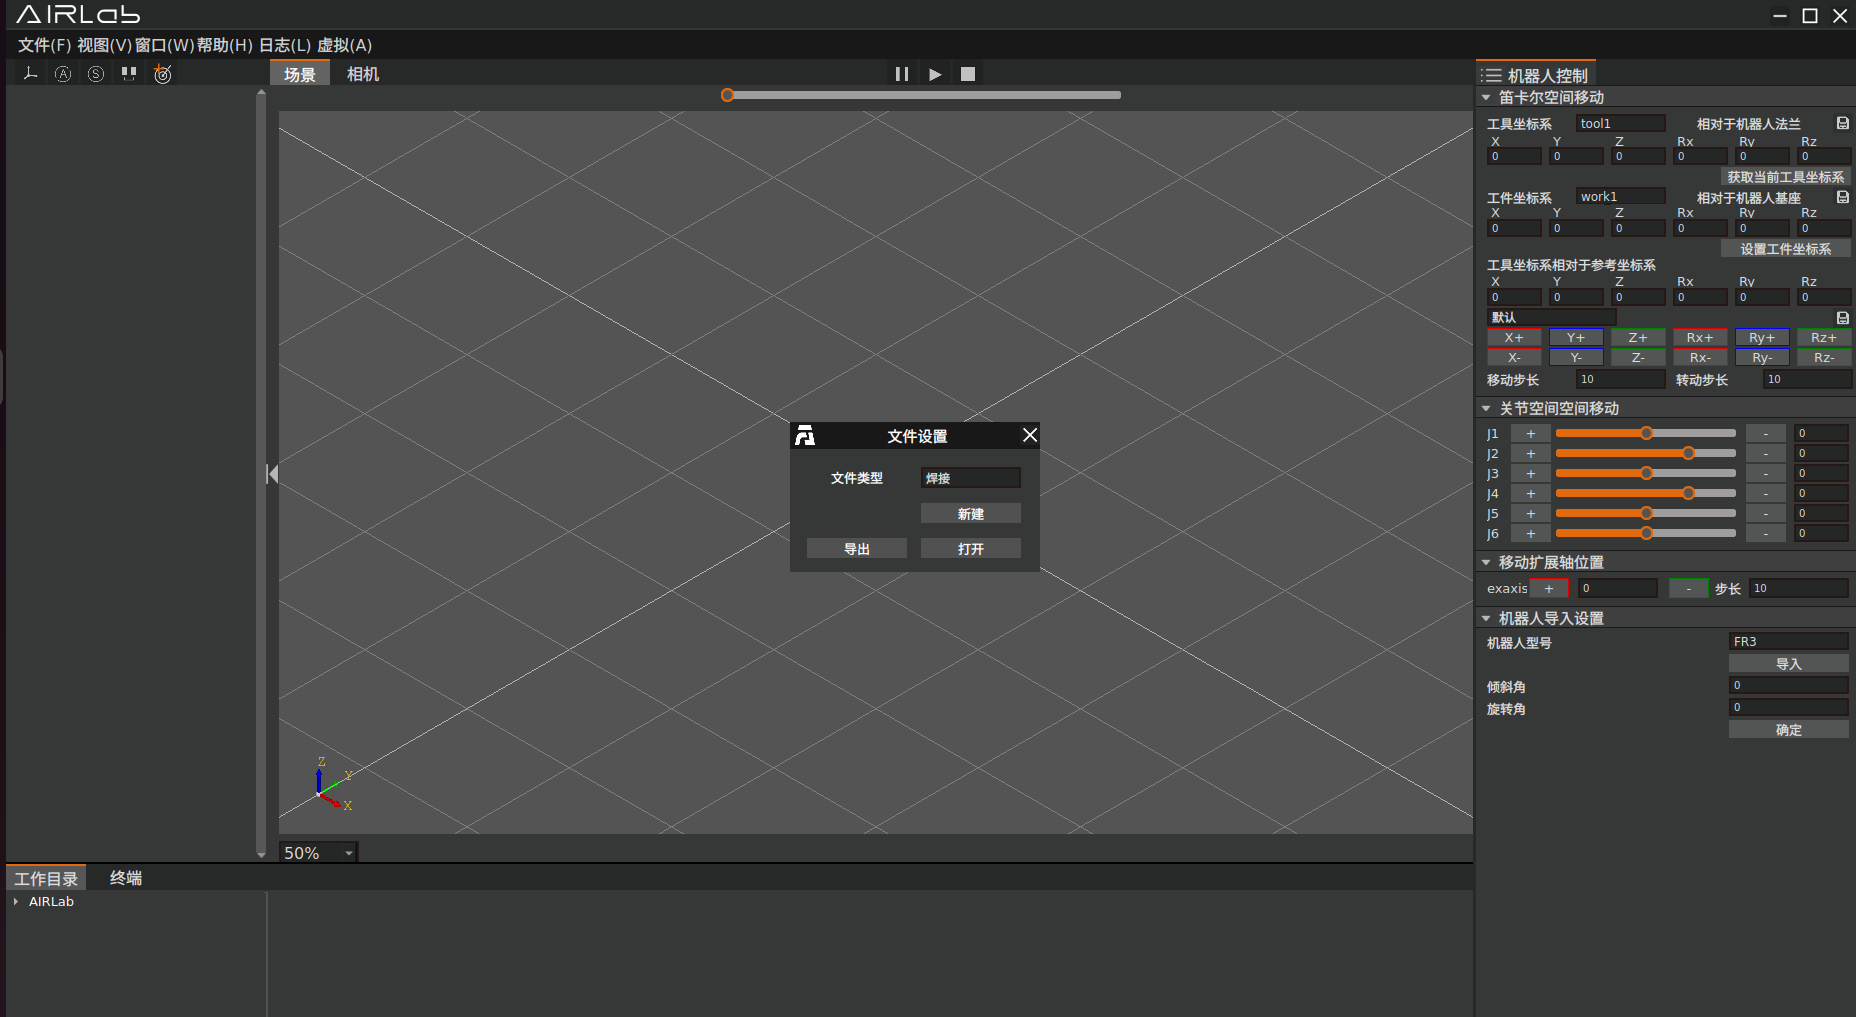 AIRLab
文件(F) 视图(V) 窗口(W) 帮助(H) 日志(L) 虚拟(A)
A S
场景 相机
机器人控制
笛卡尔空间移动
工具坐标系 tool1 相对于机器人法兰
X Y Z Rx Ry Rz
0 0 0 0 0 0
获取当前工具坐标系
工件坐标系 work1 相对于机器人基座
X Y Z Rx Ry Rz
0 0 0 0 0 0
设置工件坐标系
工具坐标系相对于参考坐标系
X Y Z Rx Ry Rz
0 0 0 0 0 0
默认
X+ Y+ Z+ Rx+ Ry+ Rz+
X- Y- Z- Rx- Ry- Rz-
移动步长 10 转动步长 10
关节空间空间移动
J1 + - 0
J2 + - 0
J3 + - 0
J4 + - 0
J5 + - 0
J6 + - 0
移动扩展轴位置
exaxis + 0 - 步长 10
机器人导入设置
机器人型号 FR3
导入
倾斜角 0
旋转角 0
确定
文件设置
文件类型 焊接
新建
导出 打开
Z
Y
X
50%
工作目录 终端
AIRLab